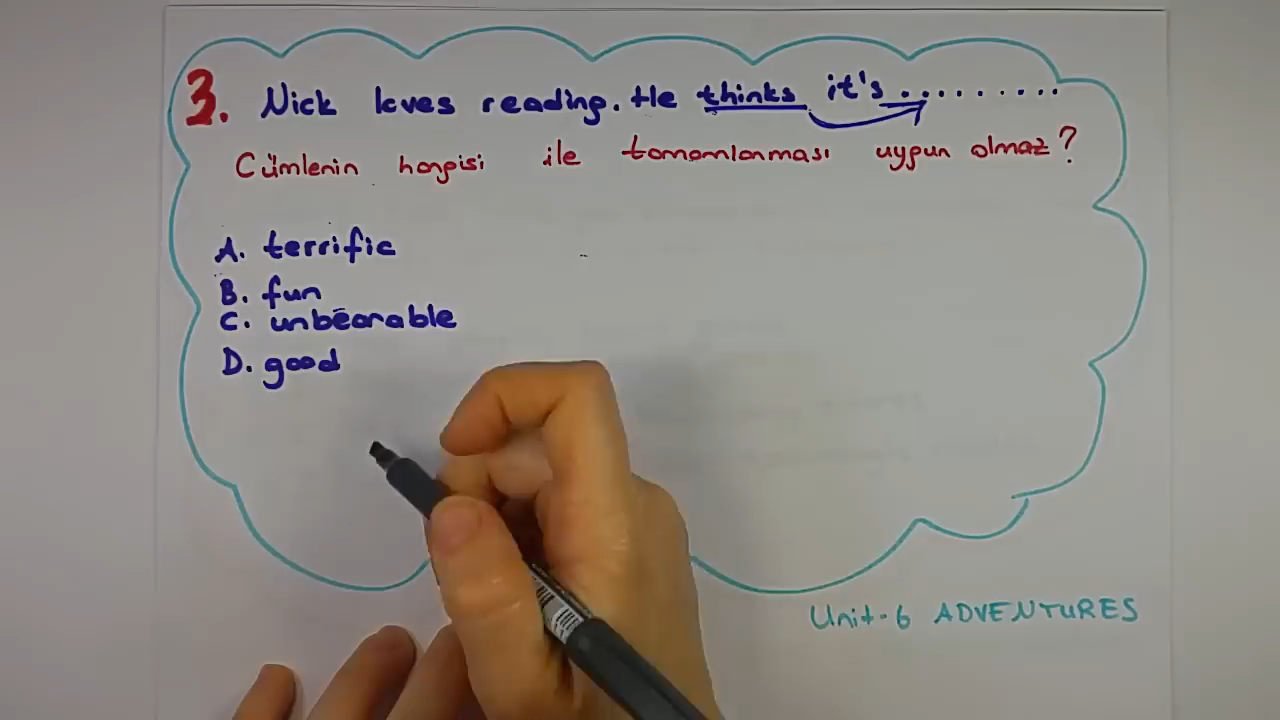 3. Nick loves reading. He thinks it's .........
Cümlenin hangisi ile tamamlanması uygun olmaz?
A. terrific
B. fun
C. unbearable
D. good
Unit-6 ADVENTURES